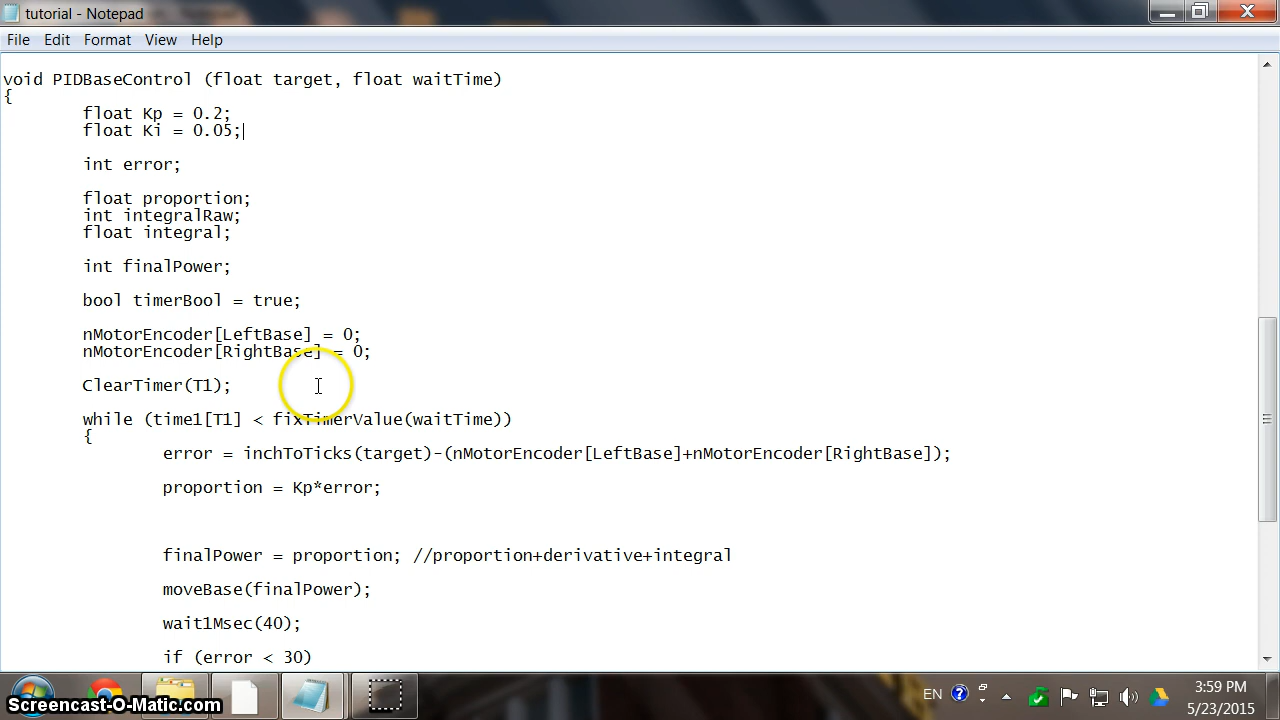 tutorial - Notepad
File Edit Format View Help
void PIDBaseControl (float target, float waitTime)
{
float Kp = 0.2;
float Ki = 0.05;
int error;
float proportion;
int integralRaw;
float integral;
int finalPower;
bool timerBool = true;
nMotorEncoder[LeftBase] = 0;
nMotorEncoder[RightBase] = 0;
ClearTimer(T1);
while (time1[T1] < fixTimerValue(waitTime))
{
error = inchToTicks(target)-(nMotorEncoder[LeftBase]+nMotorEncoder[RightBase]);
proportion = Kp*error;
finalPower = proportion; //proportion+derivative+integral
moveBase(finalPower);
wait1Msec(40);
if (error < 30)
EN
3:59 PM
5/23/2015
Screencast-O-Matic.com